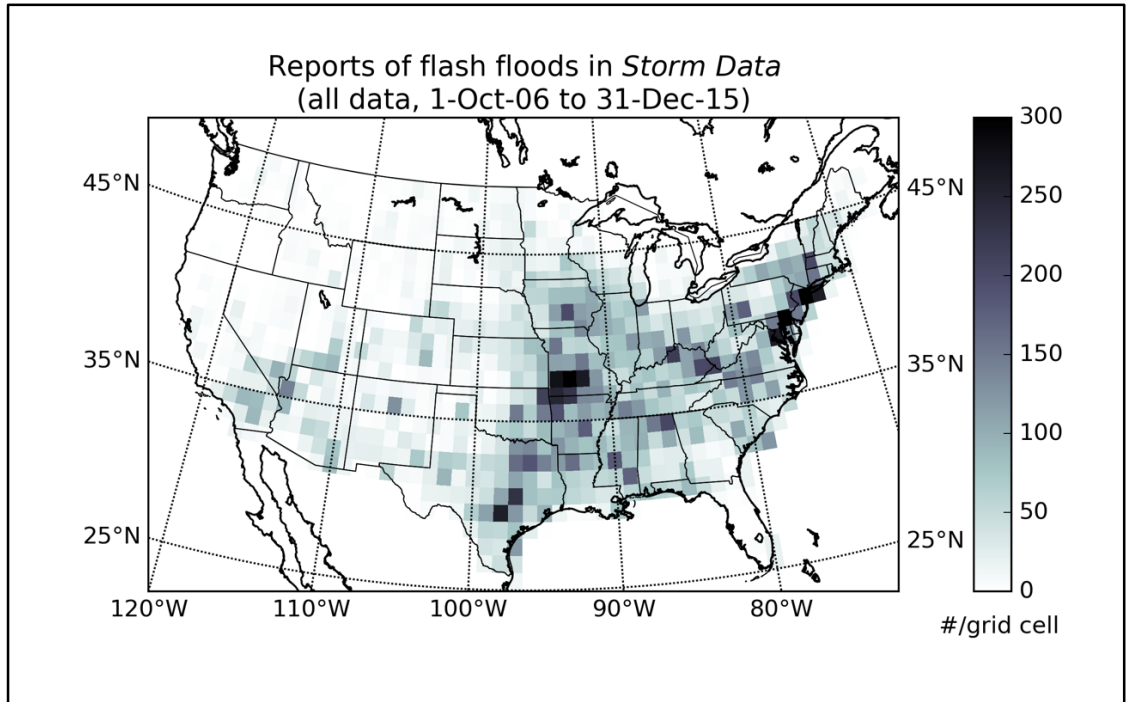 Reports of flash floods in Storm Data
(all data, 1-Oct-06 to 31-Dec-15)
300
250
200
150
100
50
0
#/grid cell
45°N
35°N
25°N
45°N
35°N
25°N
120°W 110°W 100°W 90°W 80°W